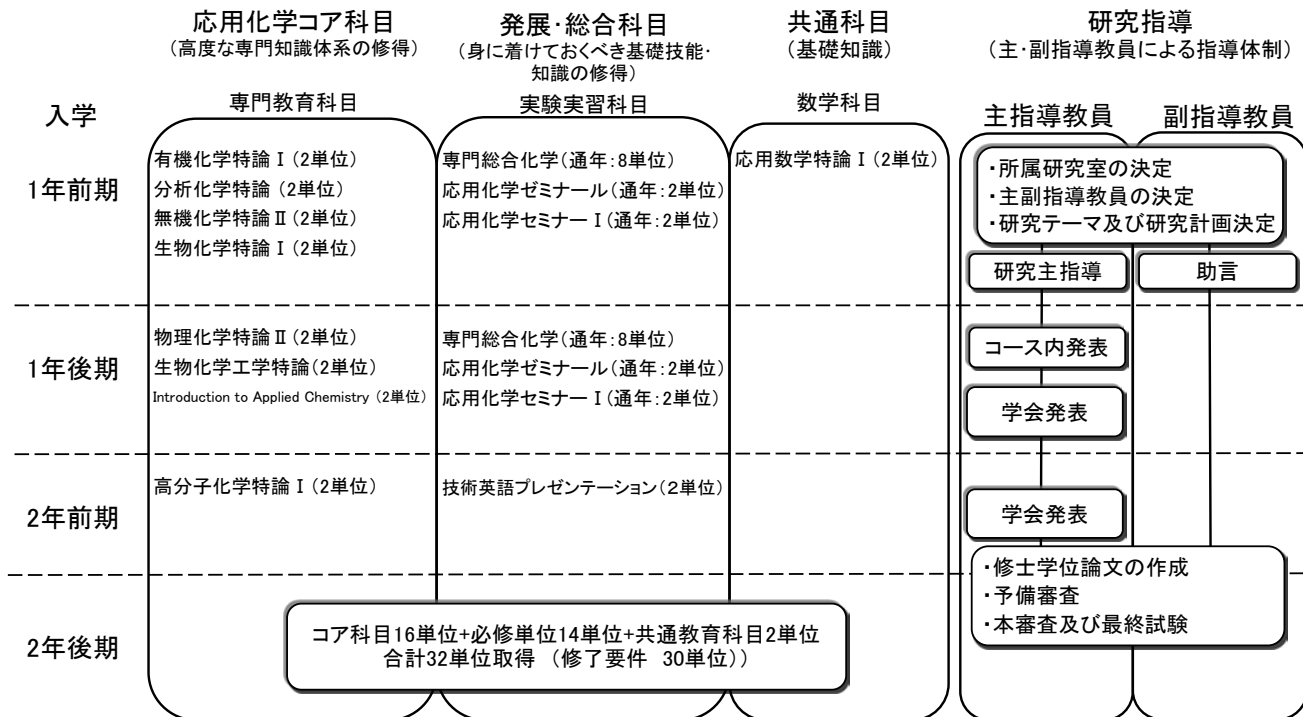 応用化学コア科目
(高度な専門知識体系の修得)
発展・総合科目
(身に着けておくべき基礎技能・
知識の修得)
共通科目
(基礎知識)
研究指導
(主・副指導教員による指導体制)
入学
専門教育科目
実験実習科目
数学科目
主指導教員
副指導教員
1年前期
有機化学特論Ⅰ(2単位)
分析化学特論(2単位)
無機化学特論Ⅱ(2単位)
生物化学特論Ⅰ(2単位)
専門総合化学(通年:8単位)
応用化学ゼミナール(通年:2単位)
応用化学セミナーⅠ(通年:2単位)
応用数学特論Ⅰ(2単位)
・所属研究室の決定
・主副指導教員の決定
・研究テーマ及び研究計画決定
研究主指導
助言
1年後期
物理化学特論Ⅱ(2単位)
生物化学工学特論(2単位)
Introduction to Applied Chemistry (2単位)
専門総合化学(通年:8単位)
応用化学ゼミナール(通年:2単位)
応用化学セミナーⅠ(通年:2単位)
コース内発表
学会発表
2年前期
高分子化学特論Ⅰ(2単位)
技術英語プレゼンテーション(2単位)
学会発表
2年後期
コア科目16単位+必修単位14単位+共通教育科目2単位
合計32単位取得 (修了要件 30単位))
・修士学位論文の作成
・予備審査
・本審査及び最終試験